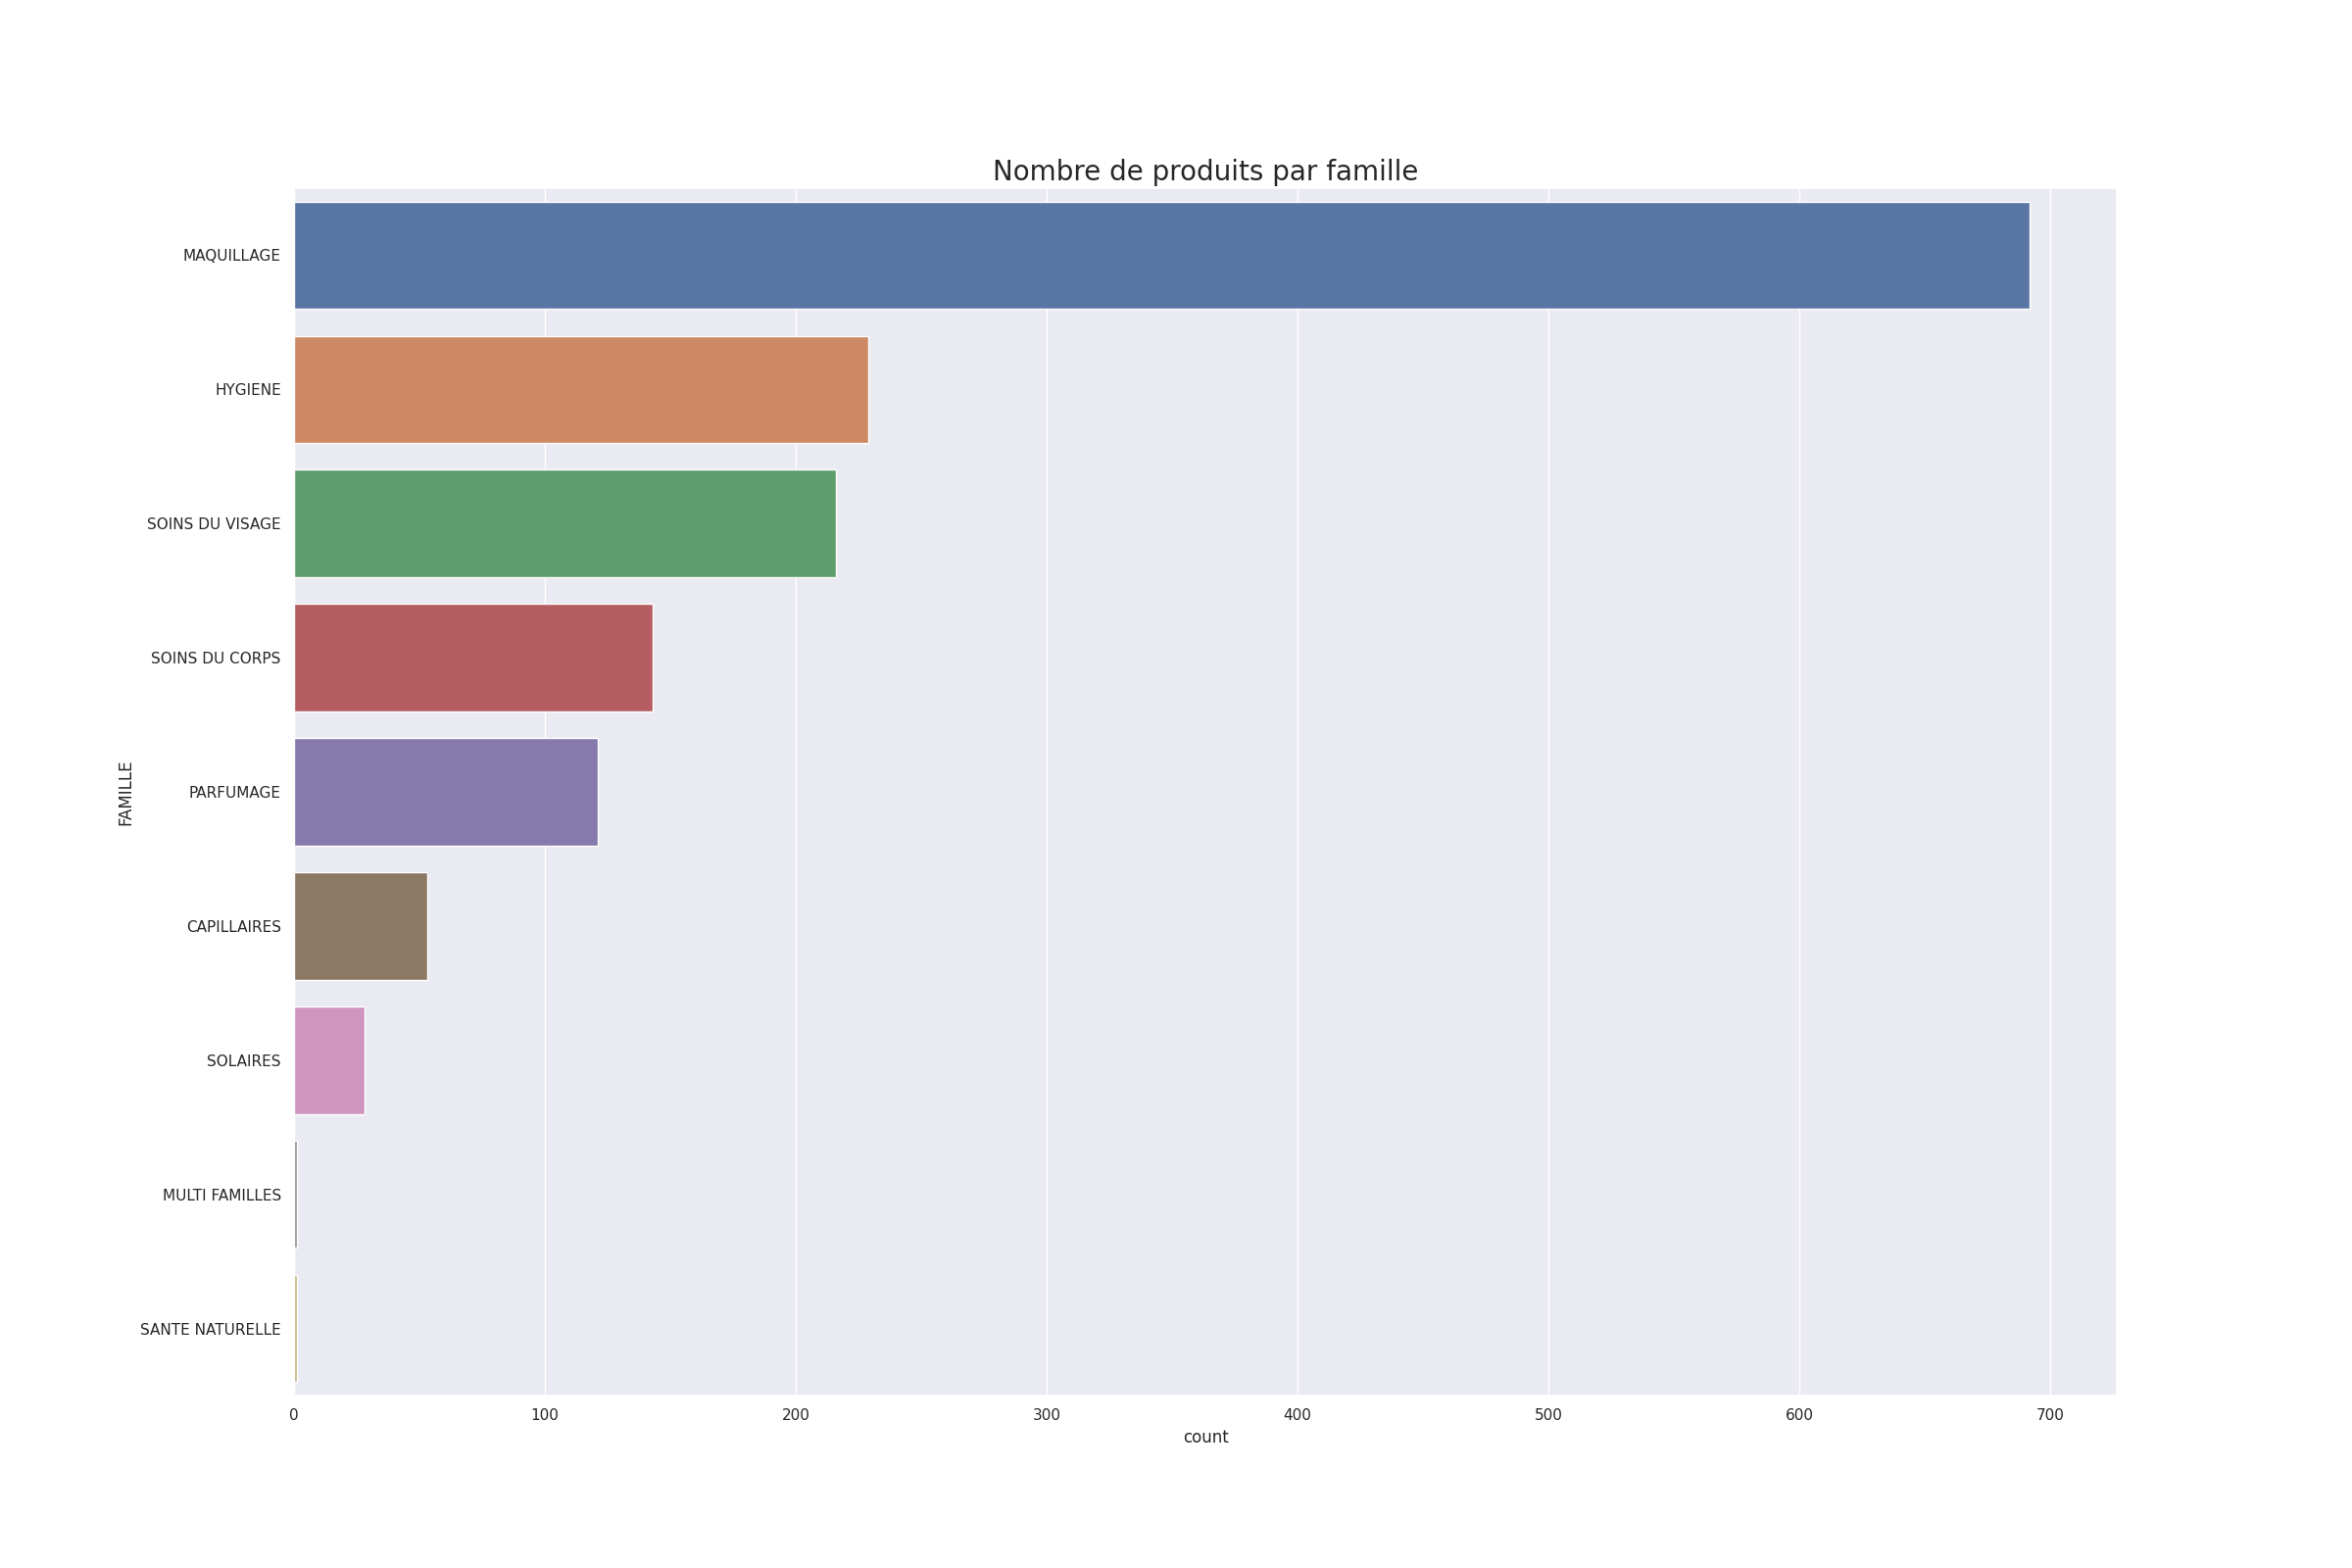 Nombre de produits par famille
MAQUILLAGE
HYGIENE
SOINS DU VISAGE
SOINS DU CORPS
PARFUMAGE
CAPILLAIRES
SOLAIRES
MULTI FAMILLES
SANTE NATURELLE
FAMILLE
0 100 200 300 400 500 600 700
count